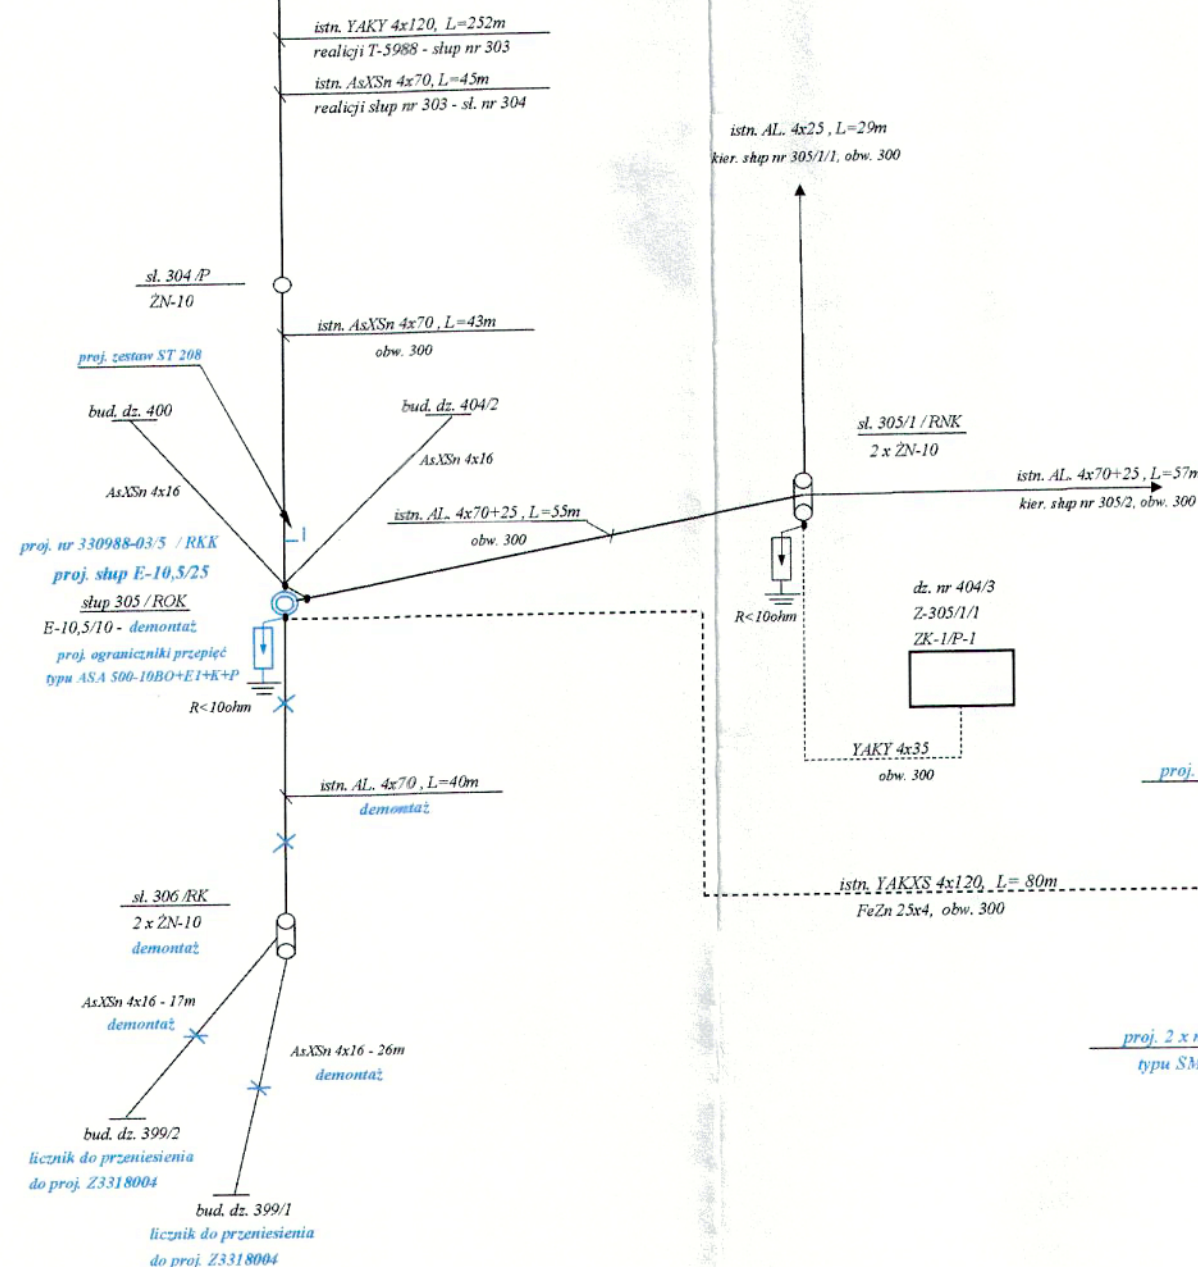 istn. YAKY 4x120, L=252m
realicji T-5988 - słup nr 303
istn. AsXSn 4x70, L=45m
realicji słup nr 303 - sł. nr 304
istn. AL. 4x25 , L=29m
kier. słup nr 305/1/1, obw. 300
sł. 304 /P
ŻN-10
istn. AsXSn 4x70 , L=43m
obw. 300
proj. zestaw ST 208
bud. dz. 400
bud. dz. 404/2
AsXSn 4x16
AsXSn 4x16
sł. 305/1 / RNK
2 x ŻN-10
istn. AL. 4x70+25 , L=57m
kier. słup nr 305/2, obw. 300
istn. AL. 4x70+25 , L=55m
obw. 300
proj. nr 330988-03/5 / RKK
proj. słup E-10,5/25
słup 305 / ROK
E-10,5/10 - demontaż
proj. ograniczniki przepięć
typu ASA 500-10BO+E1+K+P
R<10ohm
R<10ohm
dz. nr 404/3
Z-305/1/1
ZK-1/P-1
YAKY 4x35
obw. 300
istn. AL. 4x70 , L=40m
demontaż
proj.
istn. YAKXS 4x120, L= 80m
FeZn 25x4, obw. 300
sł. 306 /RK
2 x ŻN-10
demontaż
AsXSn 4x16 - 17m
demontaż
AsXSn 4x16 - 26m
demontaż
proj. 2 x
typu SM
bud. dz. 399/2
licznik do przeniesienia
do proj. Z3318004
bud. dz. 399/1
licznik do przeniesienia
do proj. Z3318004